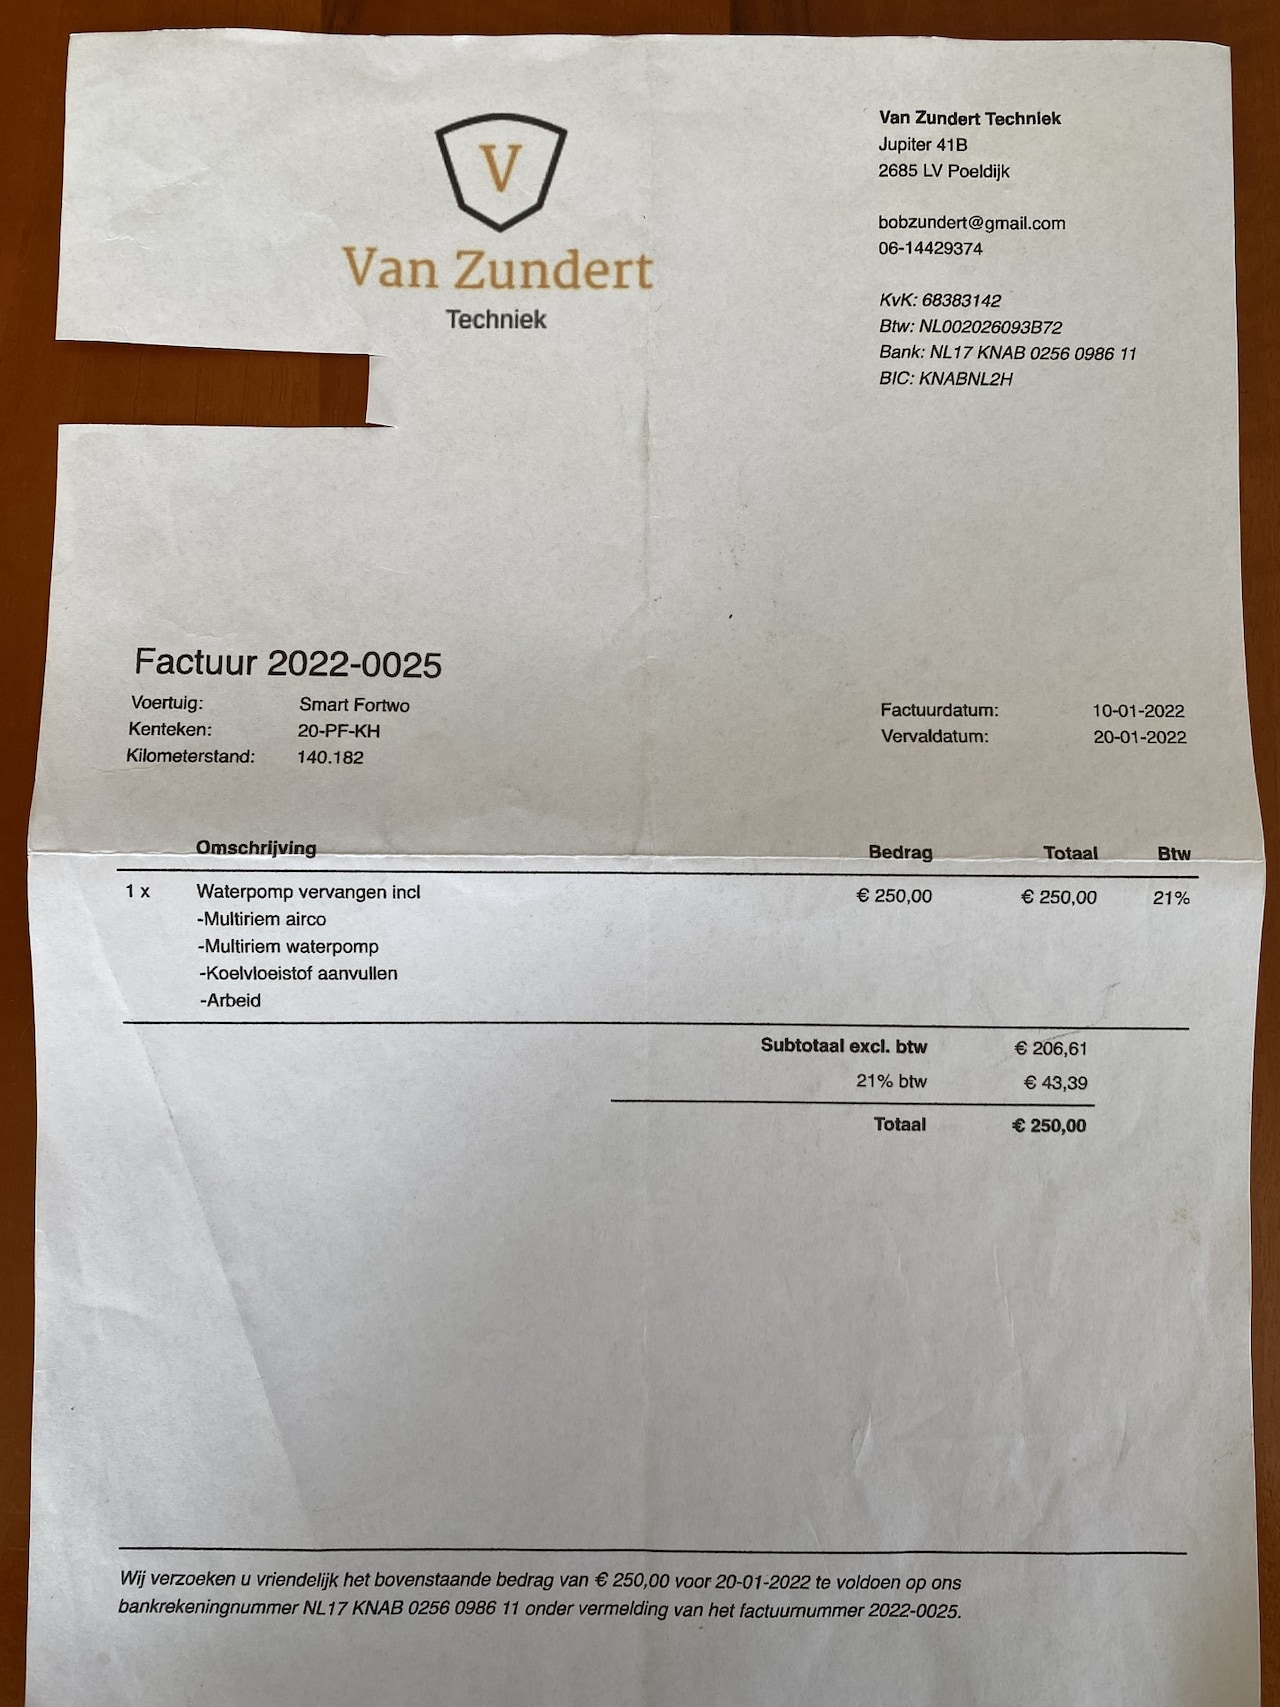 V
Van Zundert
Techniek
Van Zundert Techniek
Jupiter 41B
2685 LV Poeldijk
bobzundert@gmail.com
06-14429374
KvK: 68383142
Btw: NL002026093B72
Bank: NL17 KNAB 0256 0986 11
BIC: KNABNL2H
Factuur 2022-0025
Voertuig: Smart Fortwo
Kenteken: 20-PF-KH
Kilometerstand: 140.182
Factuurdatum: 10-01-2022
Vervaldatum: 20-01-2022
Omschrijving Bedrag Totaal Btw
1 x Waterpomp vervangen incl € 250,00 € 250,00 21%
-Multiriem airco
-Multiriem waterpomp
-Koelvloeistof aanvullen
-Arbeid
Subtotaal excl. btw € 206,61
21% btw € 43,39
Totaal € 250,00
Wij verzoeken u vriendelijk het bovenstaande bedrag van € 250,00 voor 20-01-2022 te voldoen op ons
bankrekeningnummer NL17 KNAB 0256 0986 11 onder vermelding van het factuurnummer 2022-0025.